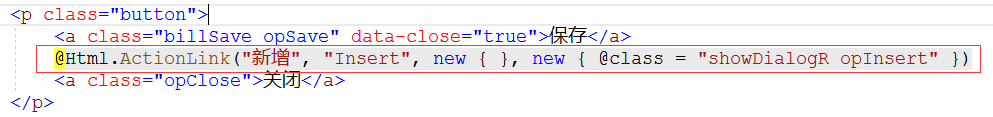 <p class="button">
<a class="billSave opSave" data-close="true">保存</a>
@Html.ActionLink("新增", "Insert", new { }, new { @class = "showDialogR opInsert" })
<a class="opClose">关闭</a>
</p>